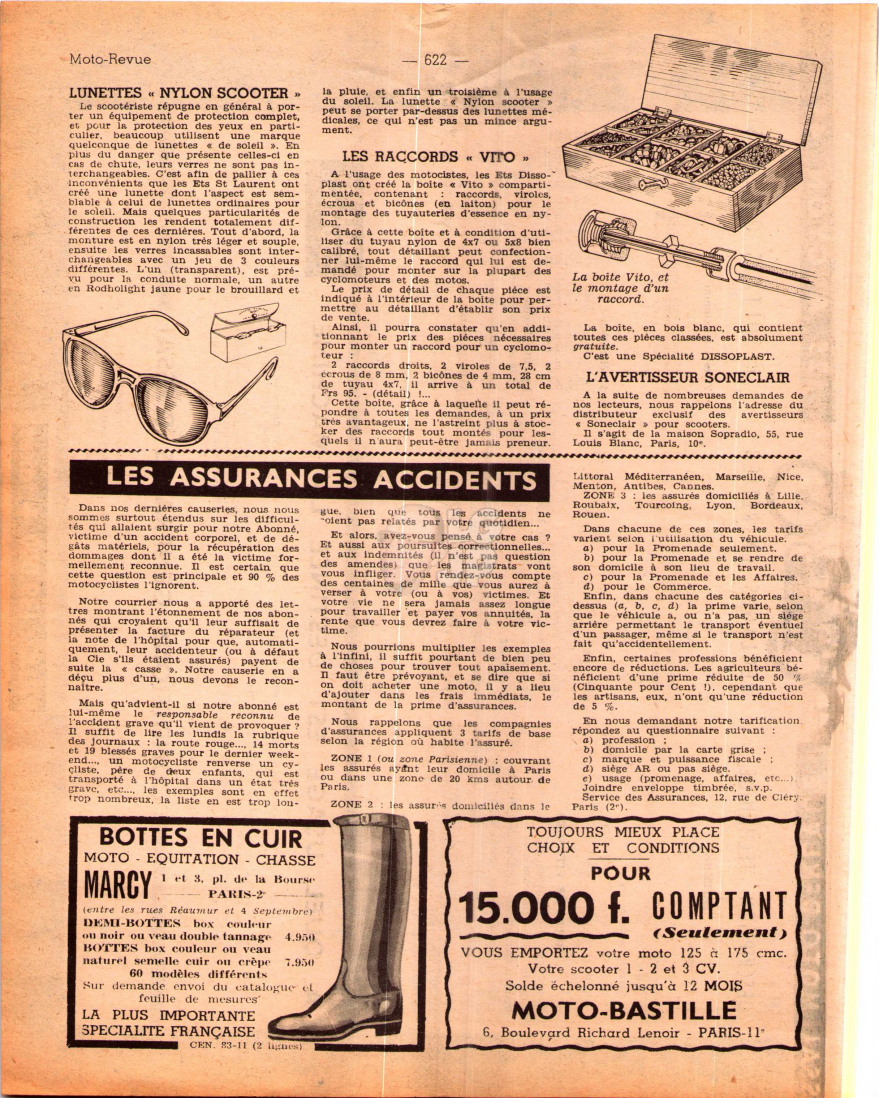 Moto-Revue
— 622 —
LUNETTES « NYLON SCOOTER »
Le scootériste répugne en général à por-
ter un équipement de protection complet,
et pour la protection des yeux en parti-
culier, beaucoup utilisent une marque
quelconque de lunettes « de soleil ». En
plus du danger que présente celles-ci en
cas de chute, leurs verres ne sont pas in-
terchangeables. C'est afin de pallier à ces
inconvénients que les Ets St Laurent ont
créé une lunette dont l'aspect est sem-
blable à celui de lunettes ordinaires pour
le soleil. Mais quelques particularités de
construction les rendent totalement dif-
férentes de ces dernières. Tout d'abord, la
monture est en nylon très léger et souple,
ensuite les verres incassables sont inter-
changeables avec un jeu de 3 couleurs
différentes. L'un (transparent), est pré-
vu pour la conduite normale, un autre
en Rodholight jaune pour le brouillard et
la pluie, et enfin un troisième à l'usage
du soleil. La lunette « Nylon scooter »
peut se porter par-dessus des lunettes mé-
dicales, ce qui n'est pas un mince argu-
ment.
LES RACCORDS « VITO »
A l'usage des motocistes, les Ets Disso-
plast ont créé la boîte « Vito » comparti-
mentée, contenant : raccords, viroles,
écrous et bicônes (en laiton) pour le
montage des tuyauteries d'essence en ny-
lon.
Grâce à cette boîte et à condition d'uti-
liser du tuyau nylon de 4x7 ou 5x8 bien
calibré, tout détaillant peut confection-
ner lui-même le raccord qui lui est de-
mandé pour monter sur la plupart des
cyclomoteurs et des motos.
Le prix de détail de chaque pièce est
indiqué à l'intérieur de la boîte pour per-
mettre au détaillant d'établir son prix
de vente.
Ainsi, il pourra constater qu'en addi-
tionnant le prix des pièces nécessaires
pour monter un raccord pour un cyclomo-
teur :
2 raccords droits, 2 viroles de 7,5, 2
écrous de 8 mm, 2 bicônes de 4 mm, 28 cm
de tuyau 4x7, il arrive à un total de
Frs 95. - (détail) !...
Cette boîte, grâce à laquelle il peut ré-
pondre à toutes les demandes, à un prix
très avantageux, ne l'astreint plus à stoc-
ker des raccords tout montés pour les-
quels il n'aura peut-être jamais preneur.
La boîte Vito, et
le montage d'un
raccord.
La boîte, en bois blanc, qui contient
toutes ces pièces classées, est absolument
gratuite.
C'est une Spécialité DISSOPLAST.
L'AVERTISSEUR SONECLAIR
A la suite de nombreuses demandes de
nos lecteurs, nous rappelons l'adresse du
distributeur exclusif des avertisseurs
« Soneclair » pour scooters.
Il s'agit de la maison Sopradio, 55, rue
Louis Blanc, Paris, 10e.
LES ASSURANCES ACCIDENTS
Dans nos dernières causeries, nous nous
sommes surtout étendus sur les difficul-
tés qui allaient surgir pour notre Abonné,
victime d'un accident corporel, et de dé-
gâts matériels, pour la récupération des
dommages dont il a été la victime for-
mellement reconnue. Il est certain que
cette question est principale et 90 % des
motocyclistes l'ignorent.
Notre courrier nous a apporté des let-
tres montrant l'étonnement de nos abon-
nés qui croyaient qu'il leur suffisait de
présenter la facture du réparateur (et
la note de l'hôpital pour que, automati-
quement, leur accidenteur (ou à défaut
la Cie s'ils étaient assurés) payent de
suite la « casse ». Notre causerie en a
déçu plus d'un, nous devons le recon-
naître.
Mais qu'advient-il si notre abonné est
lui-même le responsable reconnu de
l'accident grave qu'il vient de provoquer ?
Il suffit de lire les lundis la rubrique
des journaux : la route rouge..., 14 morts
et 19 blessés graves pour le dernier week-
end..., un motocycliste renverse un cy-
cliste, père de deux enfants, qui est
transporté à l'hôpital dans un état très
grave, etc..., les exemples sont en effet
trop nombreux, la liste en est trop lon-
gue, bien que tous les accidents ne
soient pas relatés par votre quotidien...
Et alors, avez-vous pensé à votre cas ?
Et aussi aux poursuites correctionnelles...
et aux indemnités (il n'est pas question
des amendes) que les magistrats vont
vous infliger. Vous rendez-vous compte
des centaines de mille que vous aurez à
verser à votre (ou à vos) victimes. Et
votre vie ne sera jamais assez longue
pour travailler et payer vos annuités, la
rente que vous devrez faire à votre vic-
time.
Nous pourrions multiplier les exemples
à l'infini, il suffit pourtant de bien peu
de choses pour trouver tout apaisement.
Il faut être prévoyant, et se dire que si
on doit acheter une moto, il y a lieu
d'ajouter dans les frais immédiats, le
montant de la prime d'assurances.
Nous rappelons que les compagnies
d'assurances appliquent 3 tarifs de base
selon la région où habite l'assuré.
ZONE 1 (ou zone Parisienne) : couvrant
les assurés ayant leur domicile à Paris
ou dans une zone de 20 kms autour de
Paris.
ZONE 2 : les assurés domiciliés dans le
Littoral Méditerranéen, Marseille, Nice,
Menton, Antibes, Cannes.
ZONE 3 : les assurés domiciliés à Lille,
Roubaix, Tourcoing, Lyon, Bordeaux,
Rouen.
Dans chacune de ces zones, les tarifs
varient selon l'utilisation du véhicule.
a) pour la Promenade seulement.
b) pour la Promenade et se rendre de
son domicile à son lieu de travail.
c) pour la Promenade et les Affaires.
d) pour le Commerce.
Enfin, dans chacune des catégories ci-
dessus (a, b, c, d) la prime varie, selon
que le véhicule a, ou n'a pas, un siège
arrière permettant le transport éventuel
d'un passager, même si le transport n'est
fait qu'accidentellement.
Enfin, certaines professions bénéficient
encore de réductions. Les agriculteurs bé-
néficient d'une prime réduite de 50 %
(Cinquante pour Cent !), cependant que
les artisans, eux, n'ont qu'une réduction
de 5 %.
En nous demandant notre tarification
répondez au questionnaire suivant :
a) profession ;
b) domicile par la carte grise ;
c) marque et puissance fiscale ;
d) siège AR ou pas siège.
e) usage (promenade, affaires, etc...)
Joindre enveloppe timbrée, s.v.p.
Service des Assurances, 12, rue de Cléry,
Paris (2e).
BOTTES EN CUIR
MOTO - EQUITATION - CHASSE
MARCY 1 et 3, pl. de la Bourse
PARIS-2e
(entre les rues Réaumur et 4 Septembre)
DEMI-BOTTES box couleur
ou noir ou veau double tannage 4.950
BOTTES box couleur ou veau
naturel semelle cuir ou crêpe 7.950
60 modèles différents
Sur demande envoi du catalogue et
feuille de mesures
LA PLUS IMPORTANTE
SPECIALITE FRANÇAISE
CEN. 83-11 (2 lignes)
TOUJOURS MIEUX PLACE
CHOIX ET CONDITIONS
POUR
15.000 f. COMPTANT
(Seulement)
VOUS EMPORTEZ votre moto 125 à 175 cmc.
Votre scooter 1 - 2 et 3 CV.
Solde échelonné jusqu'à 12 MOIS
MOTO-BASTILLE
6, Boulevard Richard Lenoir - PARIS-11e